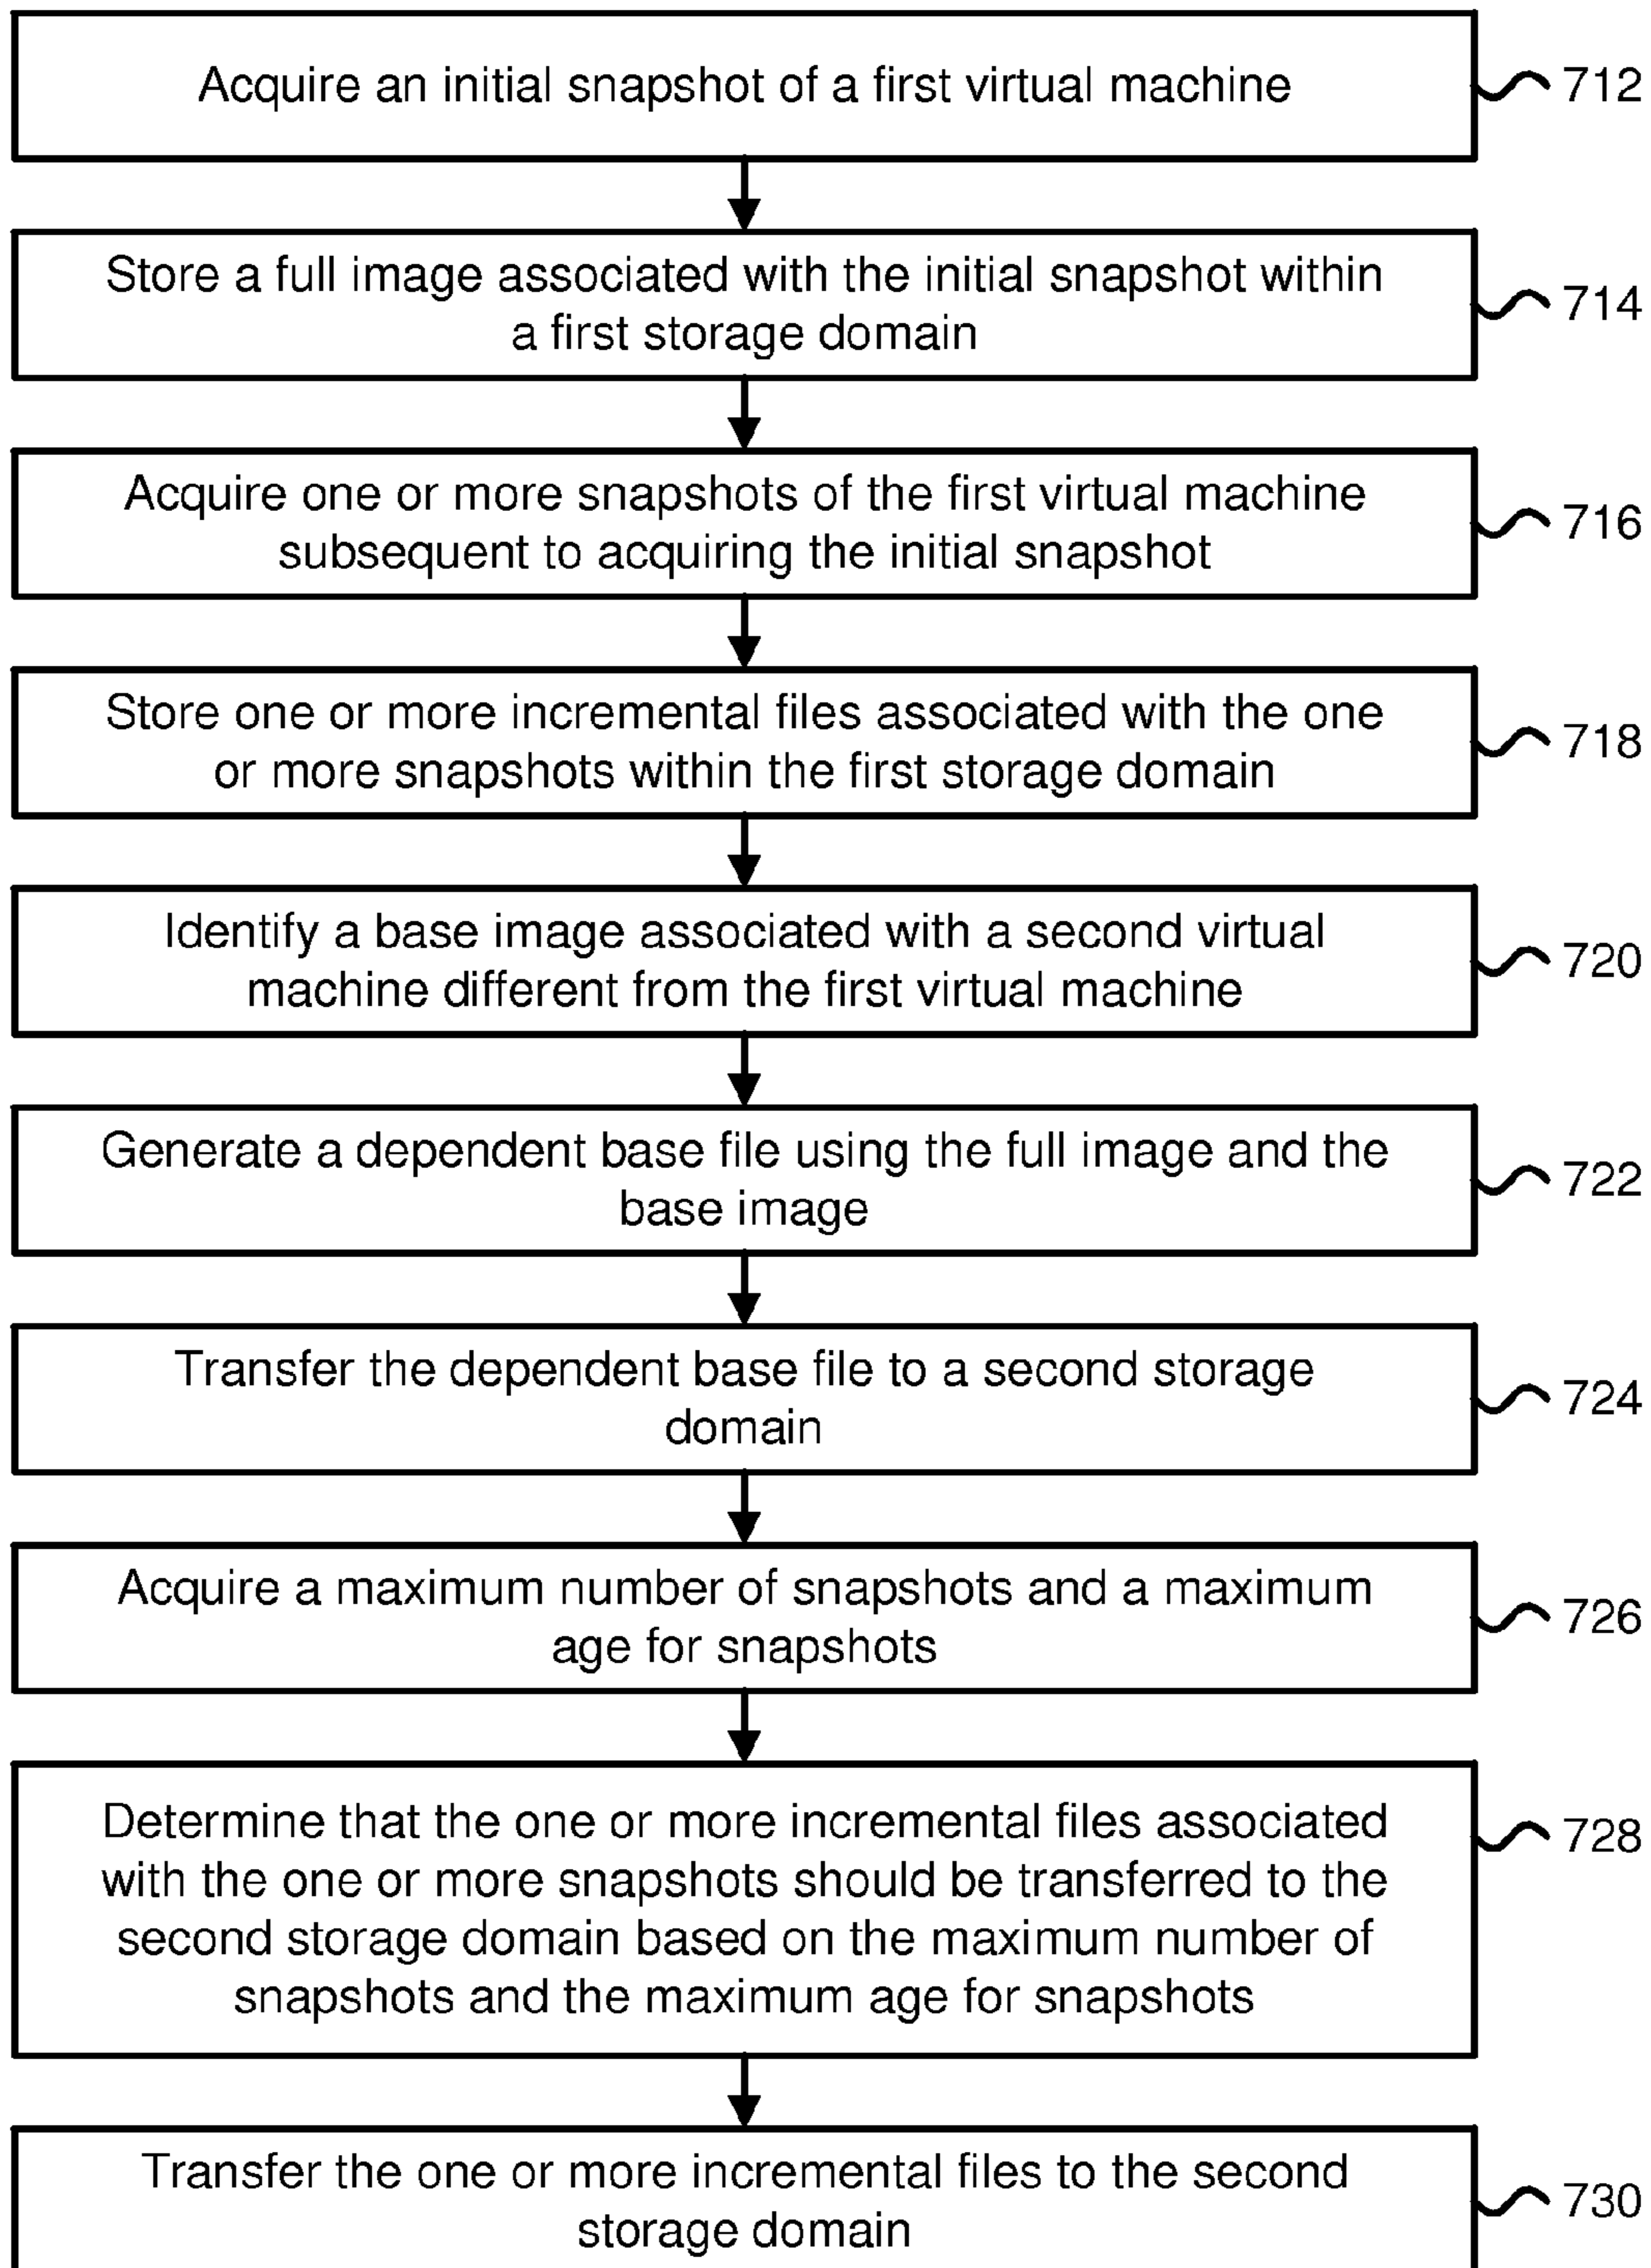 Acquire an initial snapshot of a first virtual machine
712
Store a full image associated with the initial snapshot within
a first storage domain
714
Acquire one or more snapshots of the first virtual machine
subsequent to acquiring the initial snapshot
716
Store one or more incremental files associated with the one
or more snapshots within the first storage domain
718
Identify a base image associated with a second virtual
machine different from the first virtual machine
720
Generate a dependent base file using the full image and the
base image
722
Transfer the dependent base file to a second storage
domain
724
Acquire a maximum number of snapshots and a maximum
age for snapshots
726
Determine that the one or more incremental files associated
with the one or more snapshots should be transferred to the
second storage domain based on the maximum number of
snapshots and the maximum age for snapshots
728
Transfer the one or more incremental files to the second
storage domain
730